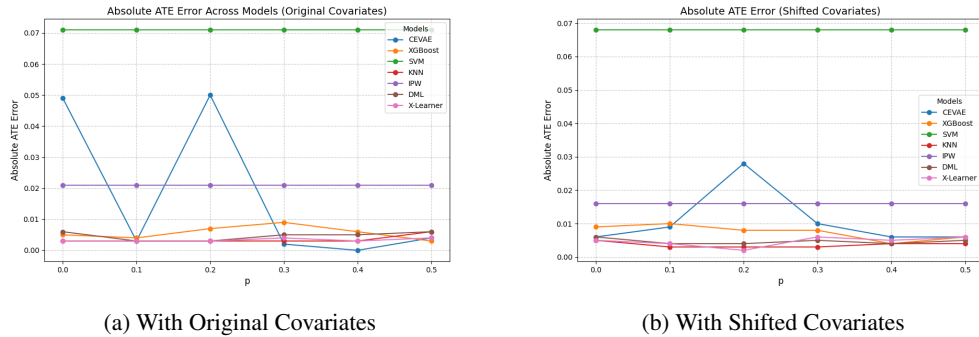 Absolute ATE Error Across Models (Original Covariates)
0.07
0.06
0.05
0.04
0.03
0.02
0.01
0.00
Absolute ATE Error
0.0 0.1 0.2 0.3 0.4 0.5
p
Models
CEVAE
XGBoost
SVM
KNN
IPW
DML
X-Learner
(a) With Original Covariates
Absolute ATE Error (Shifted Covariates)
0.07
0.06
0.05
0.04
0.03
0.02
0.01
0.00
Absolute ATE Error
0.0 0.1 0.2 0.3 0.4 0.5
p
Models
CEVAE
XGBoost
SVM
KNN
IPW
DML
X-Learner
(b) With Shifted Covariates